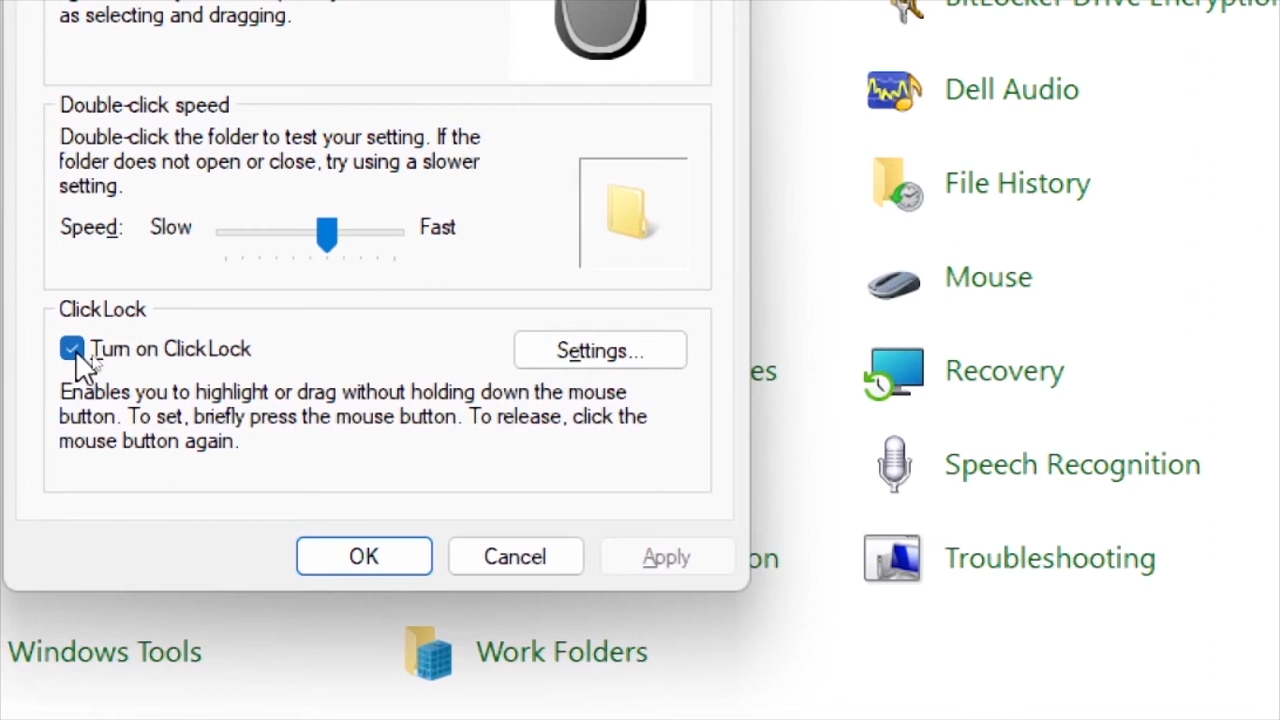 as selecting and dragging.
Double-click speed
Double-click the folder to test your setting. If the
folder does not open or close, try using a slower
setting.
Speed: Slow Fast
ClickLock
Turn on ClickLock
Settings...
Enables you to highlight or drag without holding down the mouse
button. To set, briefly press the mouse button. To release, click the
mouse button again.
OK Cancel Apply
BitLocker Drive Encryption
Dell Audio
File History
Mouse
es
Recovery
Speech Recognition
on
Troubleshooting
Windows Tools
Work Folders